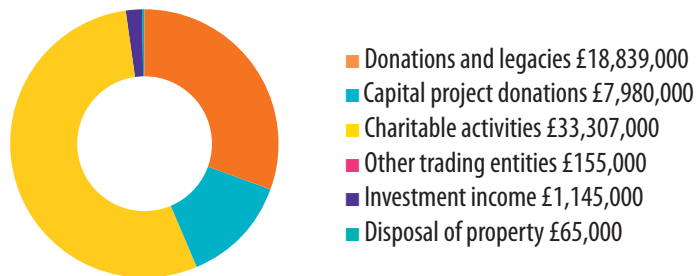 Donations and legacies £18,839,000
Capital project donations £7,980,000
Charitable activities £33,307,000
Other trading entities £155,000
Investment income £1,145,000
Disposal of property £65,000